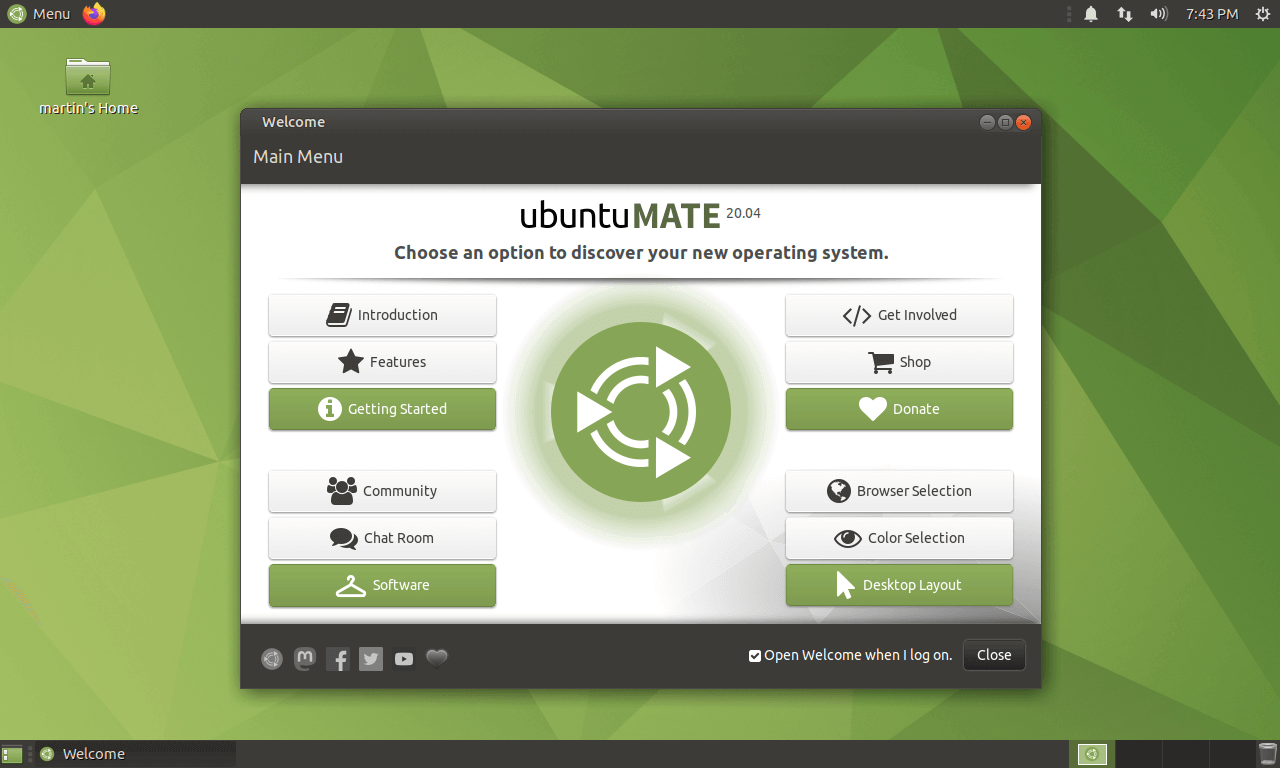 Menu
7:43 PM
martin's Home
Welcome
Main Menu
ubuntu MATE 20.04
Choose an option to discover your new operating system.
Introduction
Features
Getting Started
Community
Chat Room
Software
Get Involved
Shop
Donate
Browser Selection
Color Selection
Desktop Layout
Open Welcome when I log on.
Close
Welcome